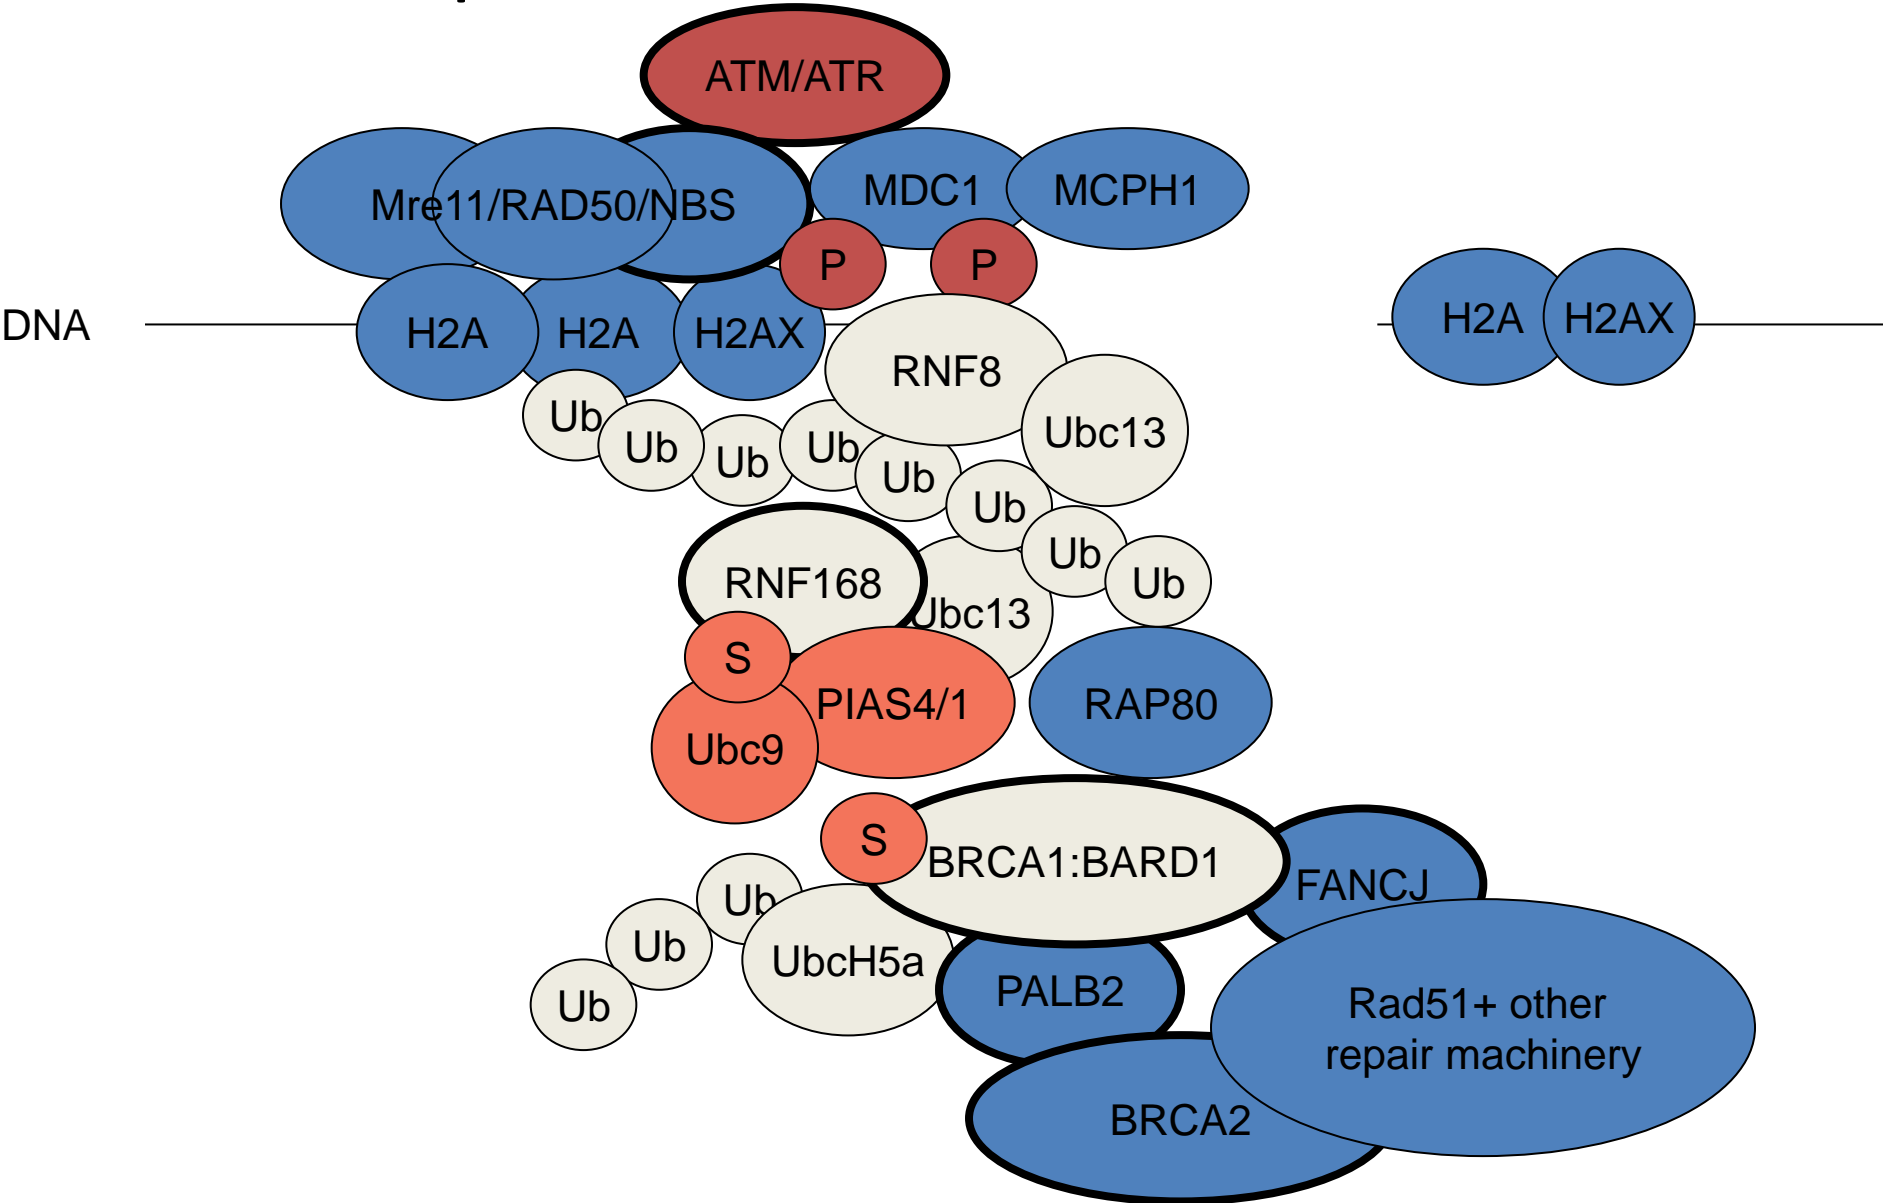 ATM/ATR
Mre11/RAD50/NBS
MDC1
MCPH1
P
P
DNA
H2A
H2A
H2AX
H2A
H2AX
RNF8
Ubc13
Ub
Ub
Ub
Ub
Ub
Ub
Ub
Ub
RNF168
Ubc13
S
PIAS4/1
RAP80
Ubc9
S
BRCA1:BARD1
FANCJ
Ub
Ub
Ub
UbcH5a
PALB2
Rad51+ other
repair machinery
BRCA2